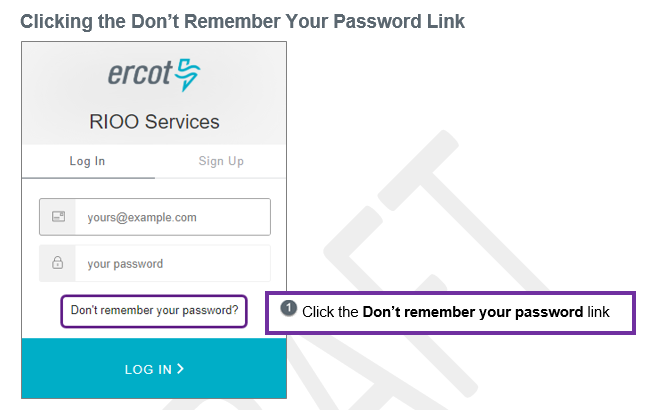 Clicking the Don’t Remember Your Password Link
ercot
RIOO Services
Log In Sign Up
yours@example.com
your password
Don't remember your password?
1 Click the Don’t remember your password link
LOG IN >